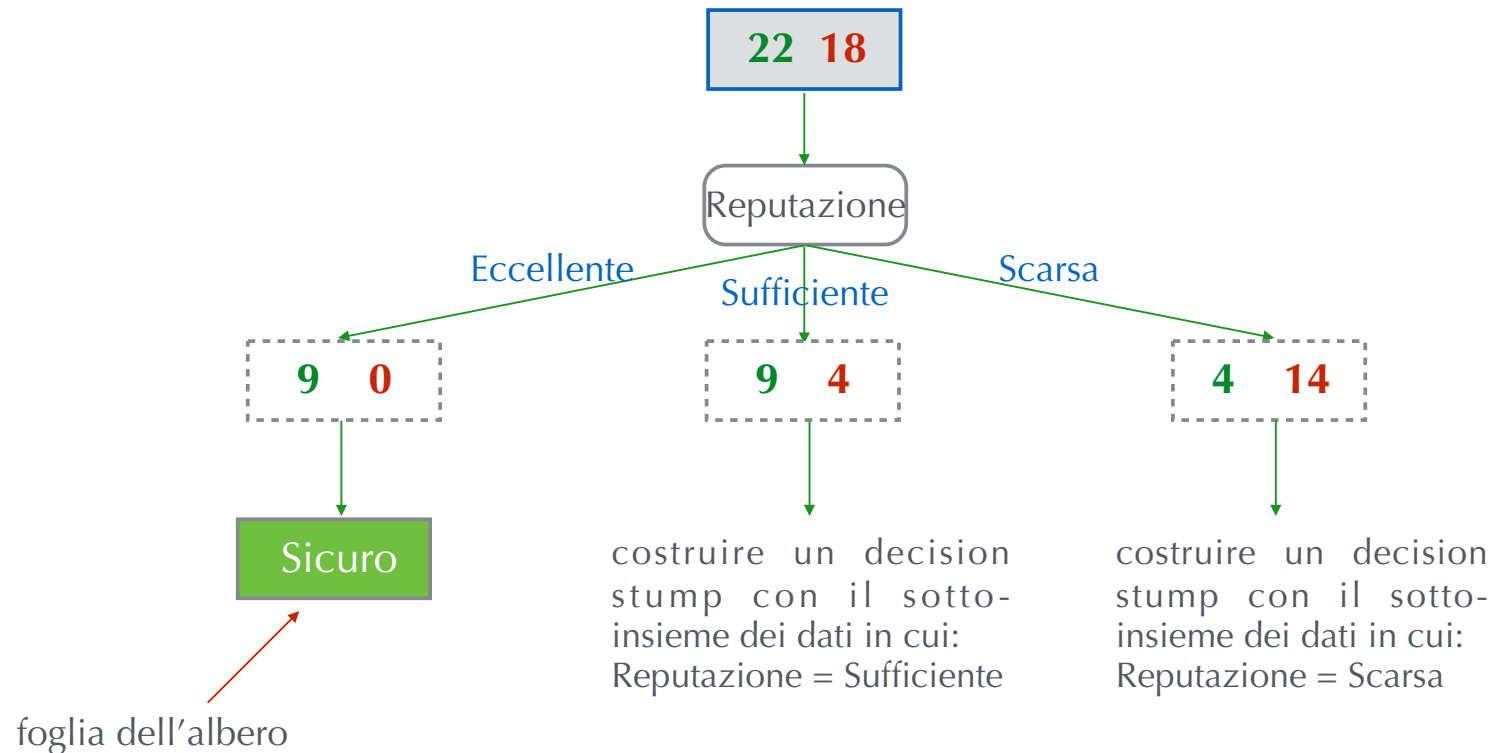 22 18
Reputazione
Eccellente
Sufficiente
Scarsa
9 0
9 4
4 14
Sicuro
costruire un decision
stump con il sotto-
insieme dei dati in cui:
Reputazione = Sufficiente
costruire un decision
stump con il sotto-
insieme dei dati in cui:
Reputazione = Scarsa
foglia dell’albero